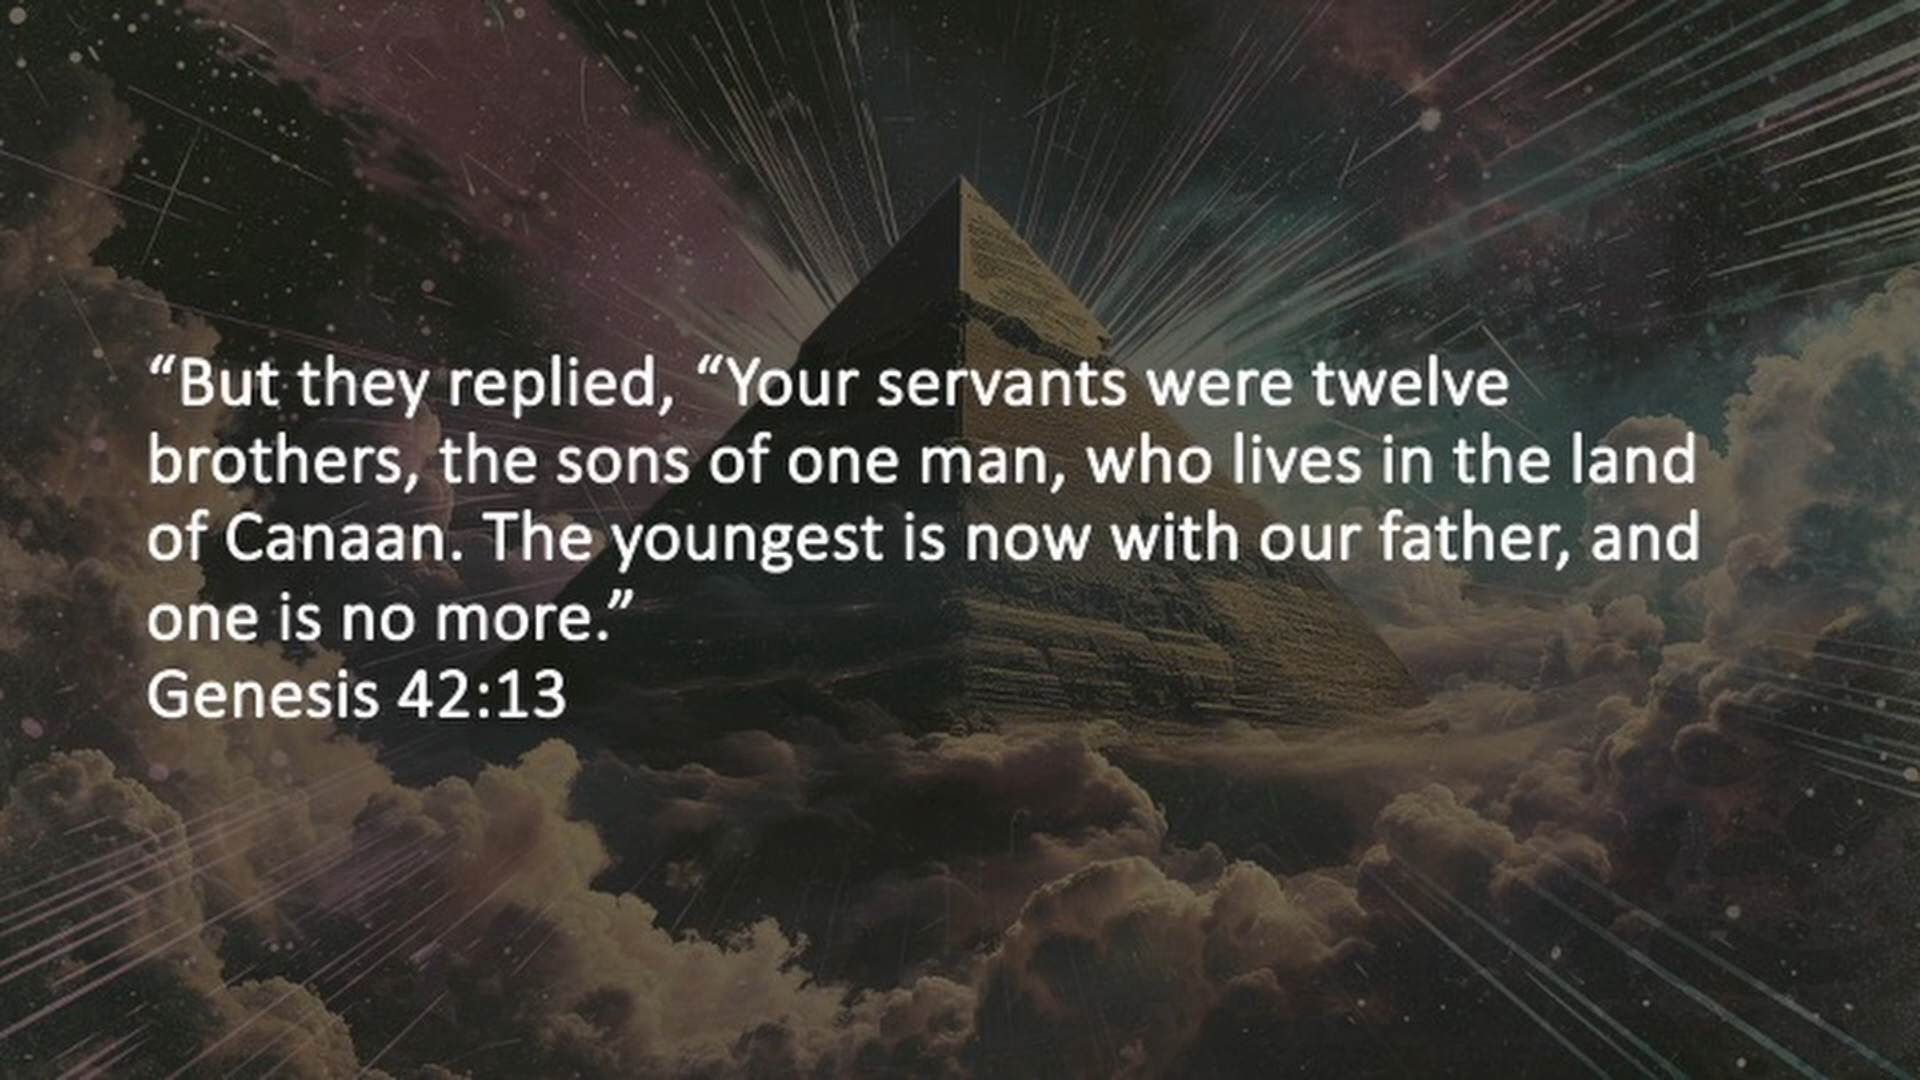 “But they replied, “Your servants were twelve
brothers, the sons of one man, who lives in the land
of Canaan. The youngest is now with our father, and
one is no more.”
Genesis 42:13